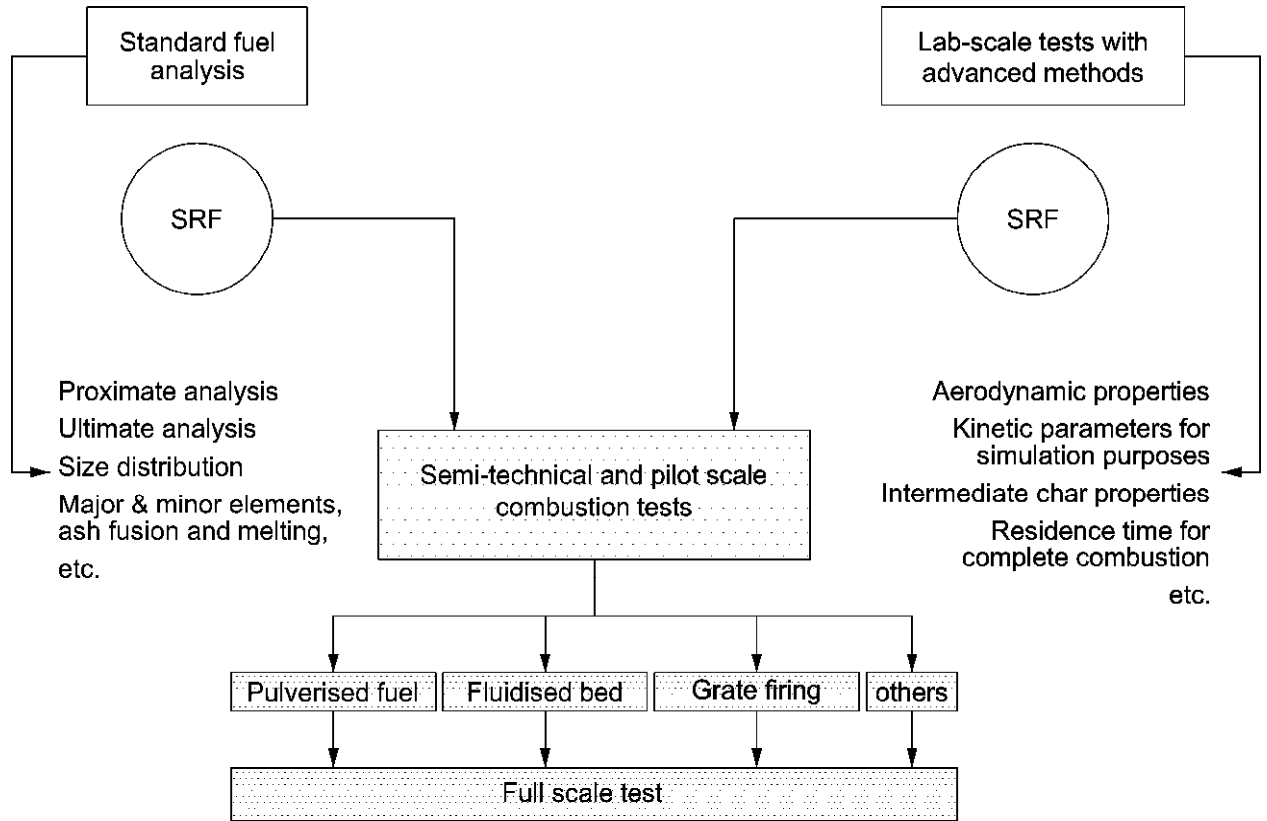 Standard fuel
analysis
Lab-scale tests with
advanced methods
SRF
SRF
Proximate analysis
Ultimate analysis
Size distribution
Major & minor elements,
ash fusion and melting,
etc.
Semi-technical and pilot scale
combustion tests
Aerodynamic properties
Kinetic parameters for
simulation purposes
Intermediate char properties
Residence time for
complete combustion
etc.
Pulverised fuel
Fluidised bed
Grate firing
others
Full scale test